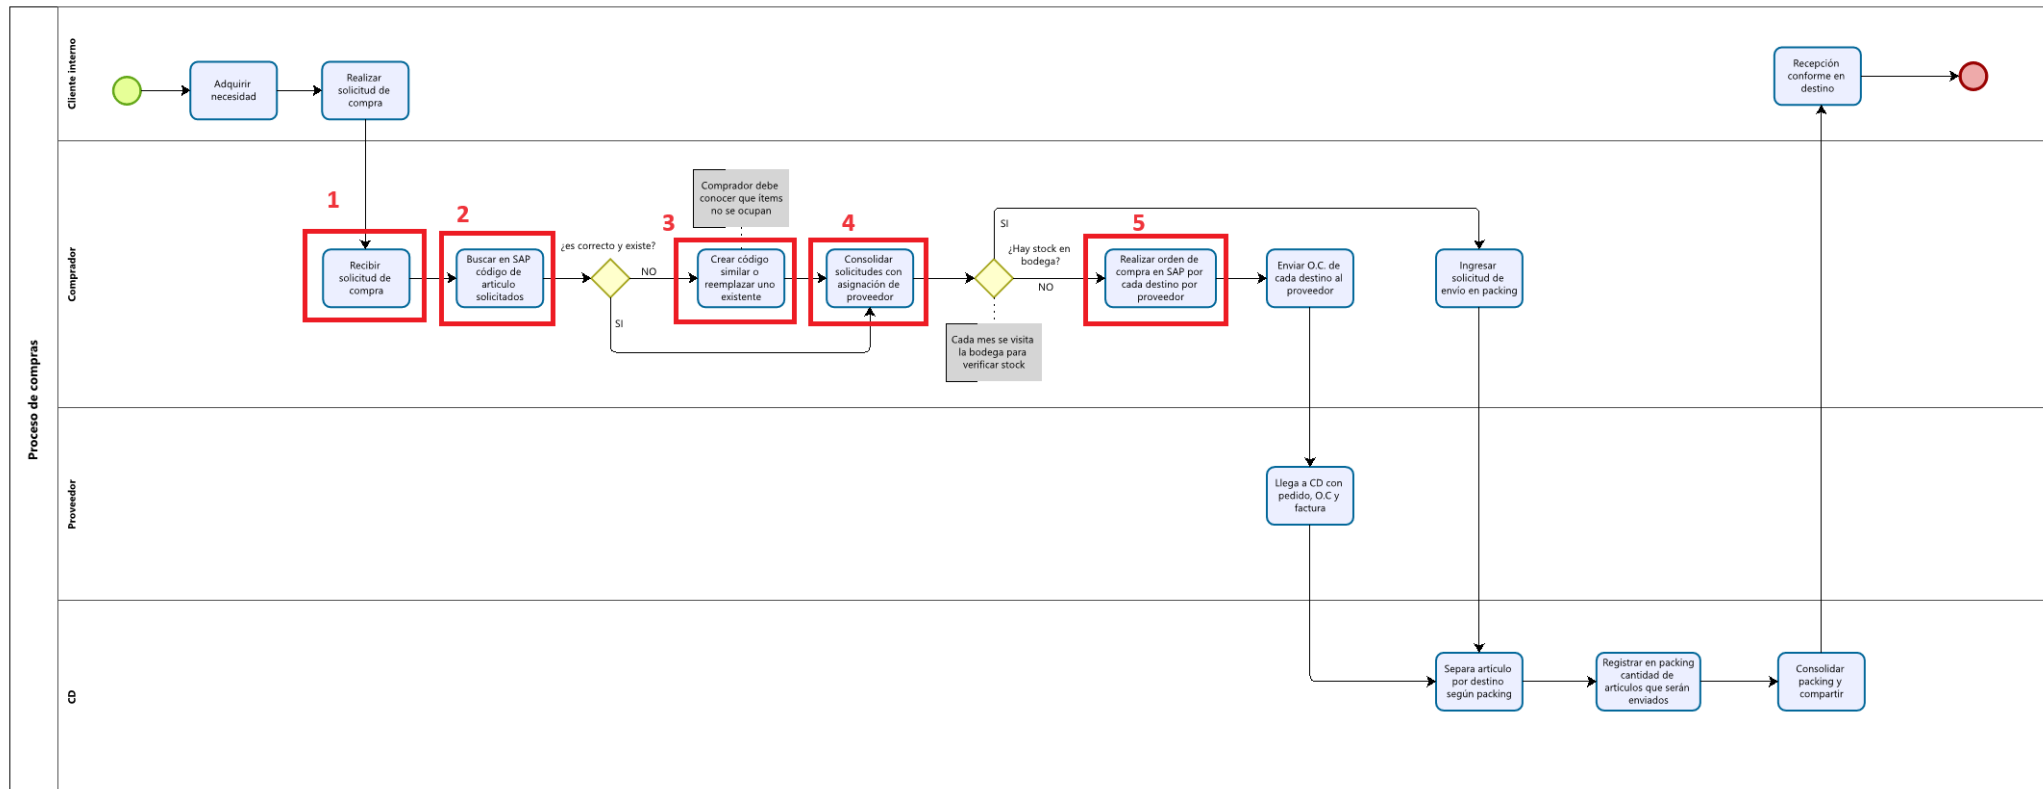 Proceso de compras
Cliente interno
Adquirir
necesidad
Realizar
solicitud de
compra
Recepción
conforme en
destino
Comprador
1
Recibir
solicitud de
compra
2
Buscar en SAP
código de
articulo
solicitados
¿es correcto y existe?
NO
SI
Comprador debe
conocer que items
no se ocupan
3
Crear código
similar o
reemplazar uno
existente
4
Consolidar
solicitudes con
asignación de
proveedor
SI
¿Hay stock en
bodega?
NO
Cada mes se visita
la bodega para
verificar stock
5
Realizar orden de
compra en SAP por
cada destino por
proveedor
Enviar O.C. de
cada destino al
proveedor
Ingresar
solicitud de
envío en packing
Proveedor
Llega a CD con
pedido, O.C y
factura
CD
Separa articulo
por destino
según packing
Registrar en packing
cantidad de
artículos que serán
enviados
Consolidar
packing y
compartir